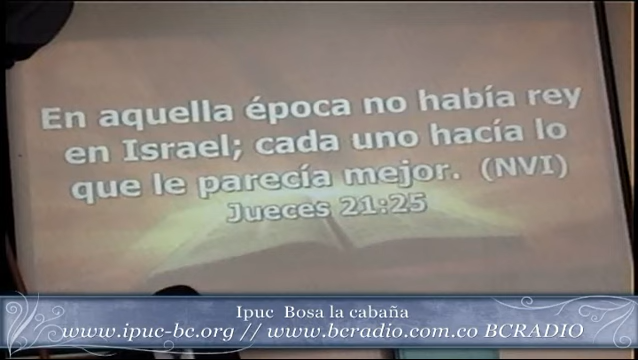 En aquella época no había rey
en Israel; cada uno hacía lo
que le parecía mejor. (NVI)
Jueces 21:25
Ipuc Bosa la cabaña
www.ipuc-bc.org // www.bcradio.com.co BCRADIO